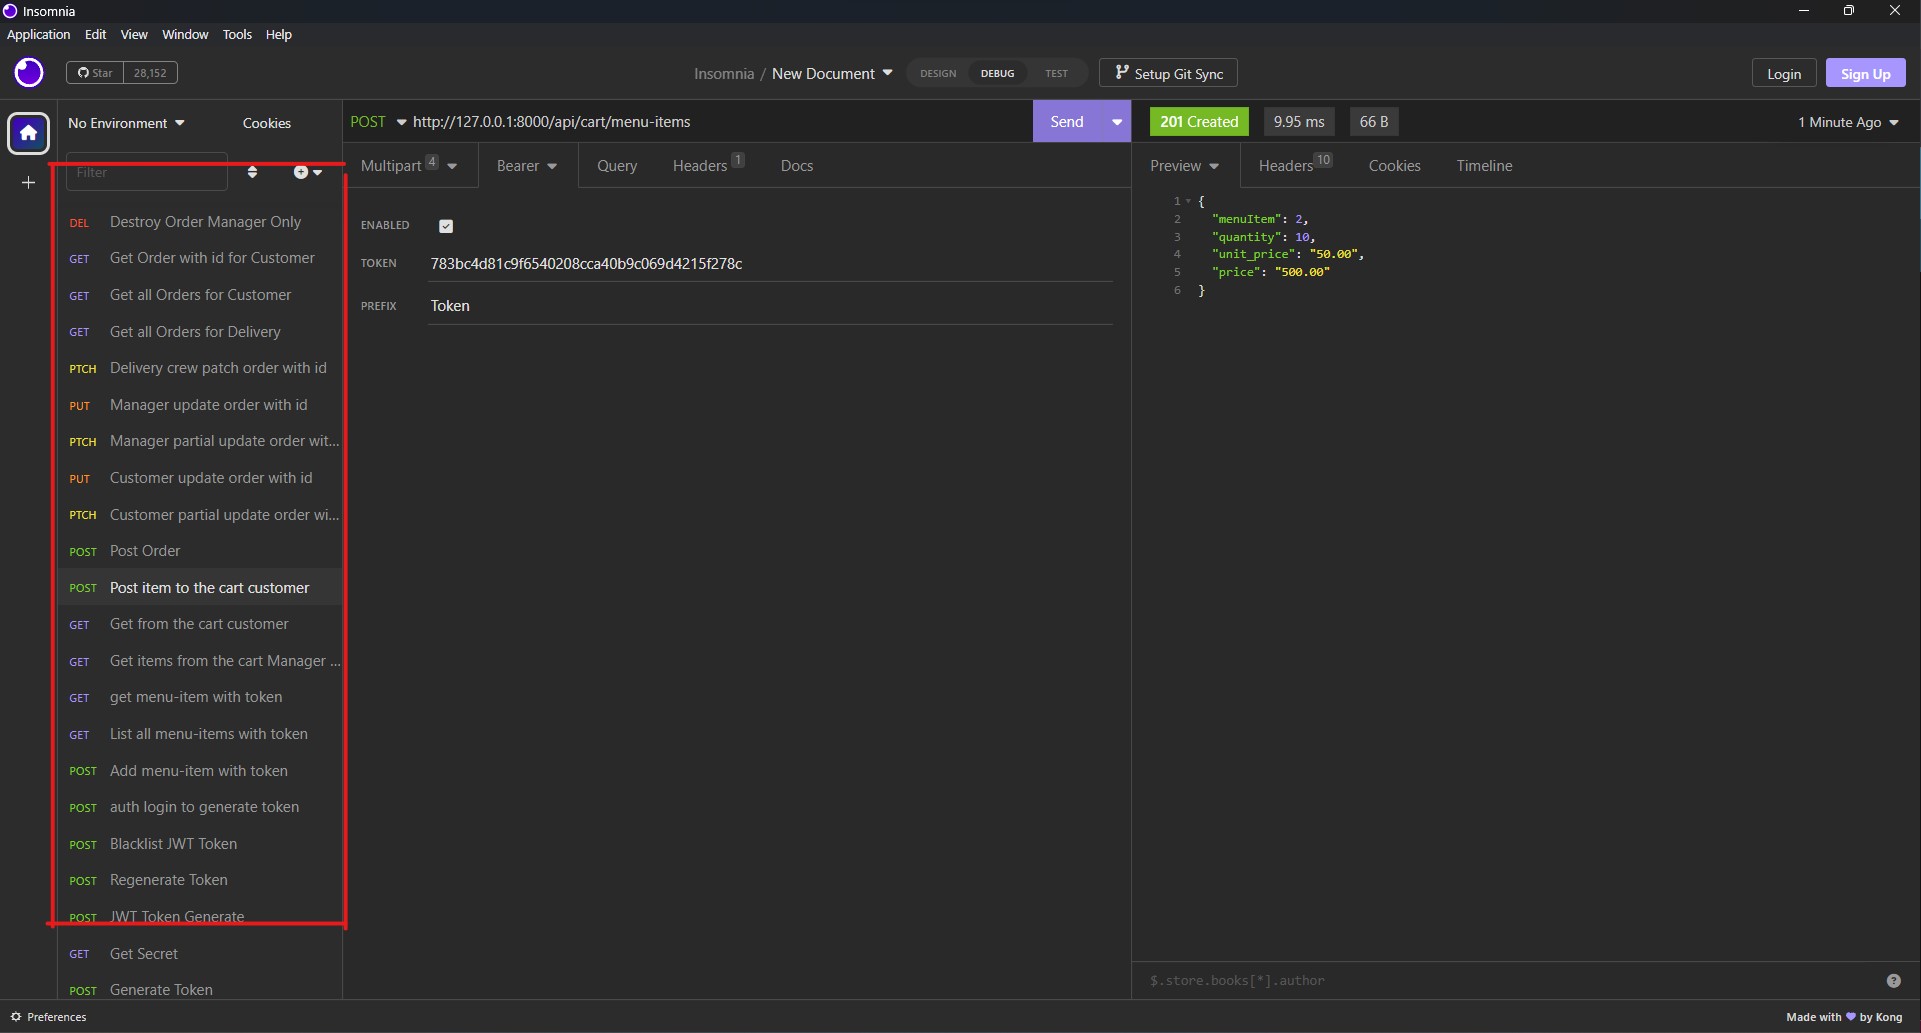 Insomnia
Application Edit View Window Tools Help
Star 28,152
Insomnia / New Document
DESIGN DEBUG TEST
Setup Git Sync
Login
Sign Up
No Environment
Cookies
Filter
DEL Destroy Order Manager Only
GET Get Order with id for Customer
GET Get all Orders for Customer
GET Get all Orders for Delivery
PTCH Delivery crew patch order with id
PUT Manager update order with id
PTCH Manager partial update order wit...
PUT Customer update order with id
PTCH Customer partial update order wi...
POST Post Order
POST Post item to the cart customer
GET Get from the cart customer
GET Get items from the cart Manager ...
GET get menu-item with token
GET List all menu-items with token
POST Add menu-item with token
POST auth login to generate token
POST Blacklist JWT Token
POST Regenerate Token
POST JWT Token Generate
GET Get Secret
POST Generate Token
POST http://127.0.0.1:8000/api/cart/menu-items
Send
Multipart 4 Bearer Query Headers 1 Docs
ENABLED
TOKEN 783bc4d81c9f6540208cca40b9c069d4215f278c
PREFIX Token
201 Created 9.95 ms 66 B
1 Minute Ago
Preview Headers 10 Cookies Timeline
1 {
2 "menuItem": 2,
3 "quantity": 10,
4 "unit_price": "50.00",
5 "price": "500.00"
6 }
$.store.books[*].author
?
Preferences
Made with by Kong